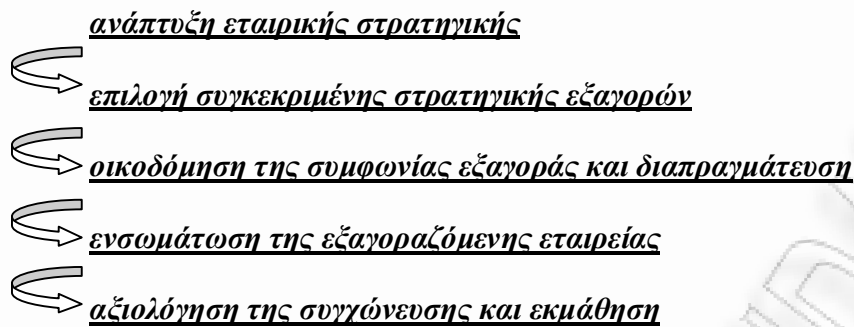 ανάπτυξη εταιρικής στρατηγικής
επιλογή συγκεκριμένης στρατηγικής εξαγορών
οικοδόμηση της συμφωνίας εξαγοράς και διαπραγμάτευση
ενσωμάτωση της εξαγοραζόμενης εταιρείας
αξιολόγηση της συγχώνευσης και εκμάθηση